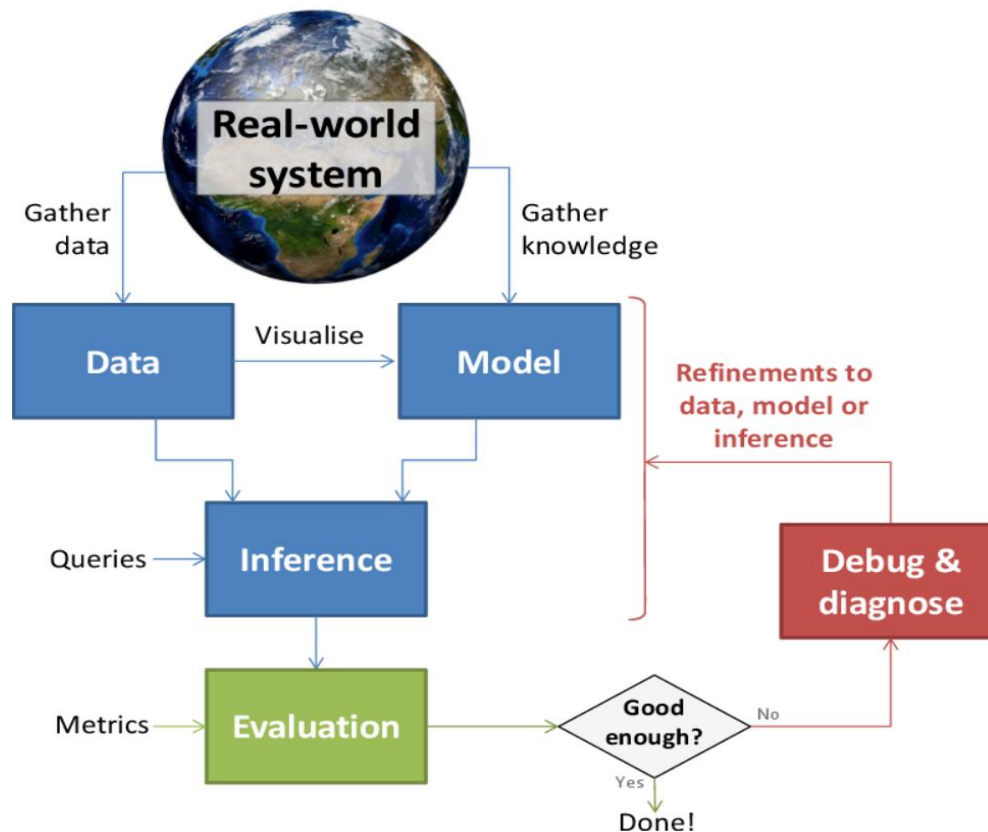 Real-world
system
Gather
data
Gather
knowledge
Data
Visualise
Model
Refinements to
data, model or
inference
Queries
Inference
Debug &
diagnose
Metrics
Evaluation
Good
enough?
No
Yes
Done!